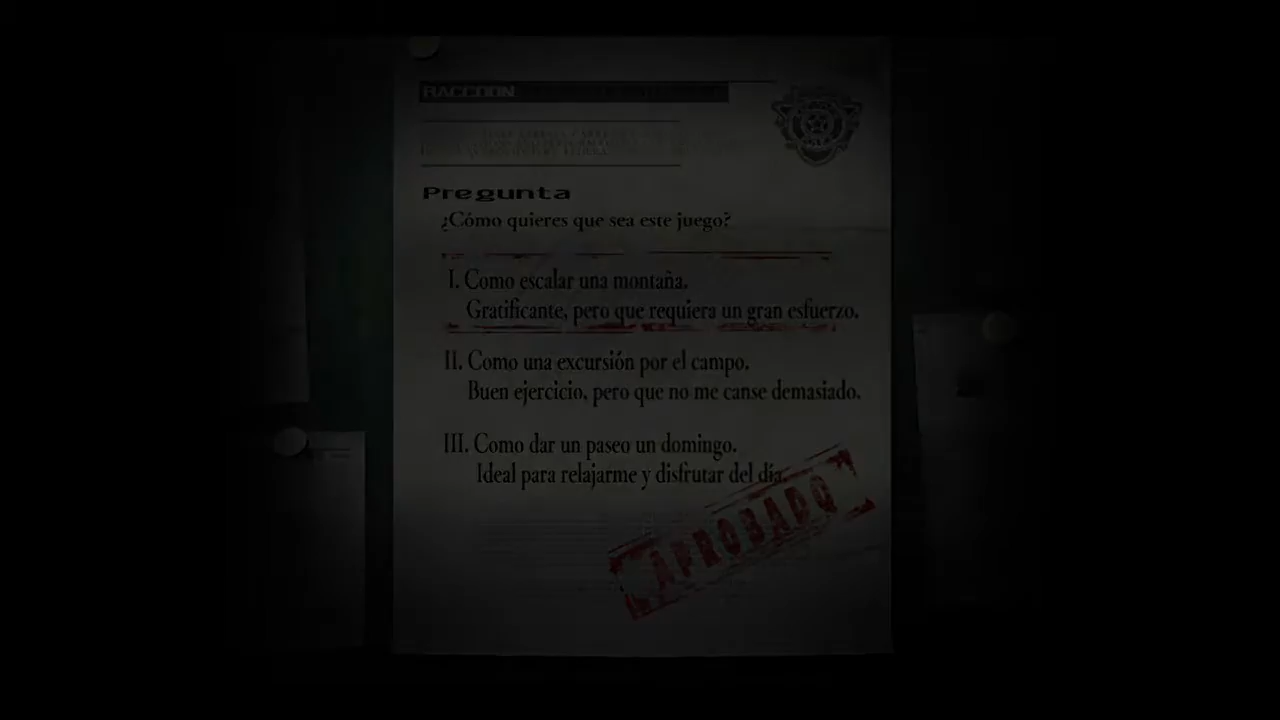 RACCOON
Pregunta
¿Cómo quieres que sea este juego?
I. Como escalar una montaña.
Gratificante, pero que requiera un gran esfuerzo.
II. Como una excursión por el campo.
Buen ejercicio, pero que no me canse demasiado.
III. Como dar un paseo un domingo.
Ideal para relajarme y disfrutar del día.
APROBADO